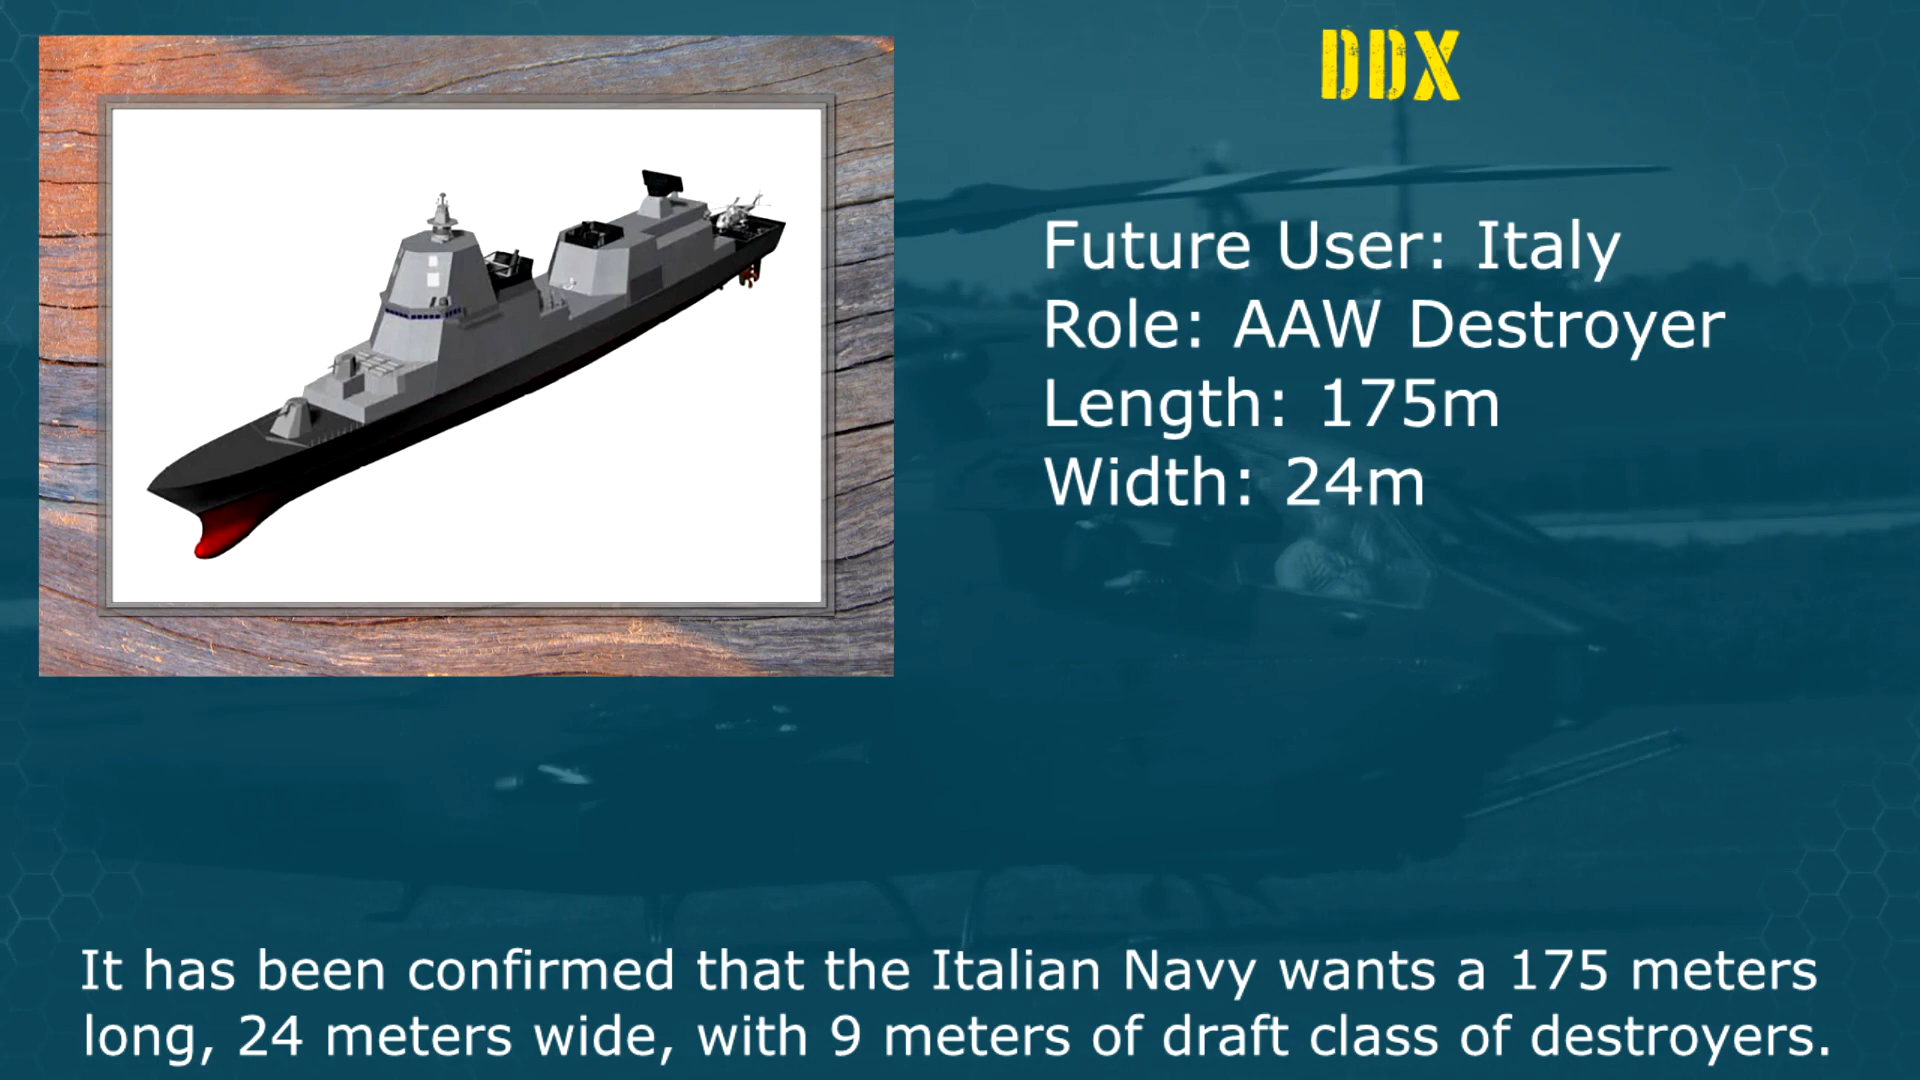 DDX
Future User: Italy
Role: AAW Destroyer
Length: 175m
Width: 24m
It has been confirmed that the Italian Navy wants a 175 meters
long, 24 meters wide, with 9 meters of draft class of destroyers.